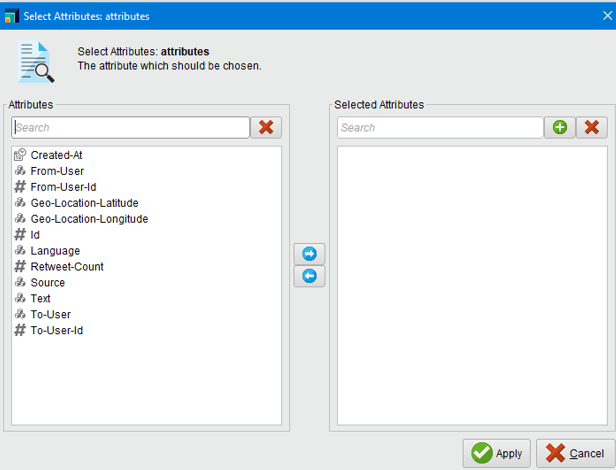 Select Attributes: attributes
Select Attributes: attributes
The attribute which should be chosen.
Attributes
Selected Attributes
Search
Search
Created-At
From-User
From-User-Id
Geo-Location-Latitude
Geo-Location-Longitude
Id
Language
Retweet-Count
Source
Text
To-User
To-User-Id
Apply
Cancel